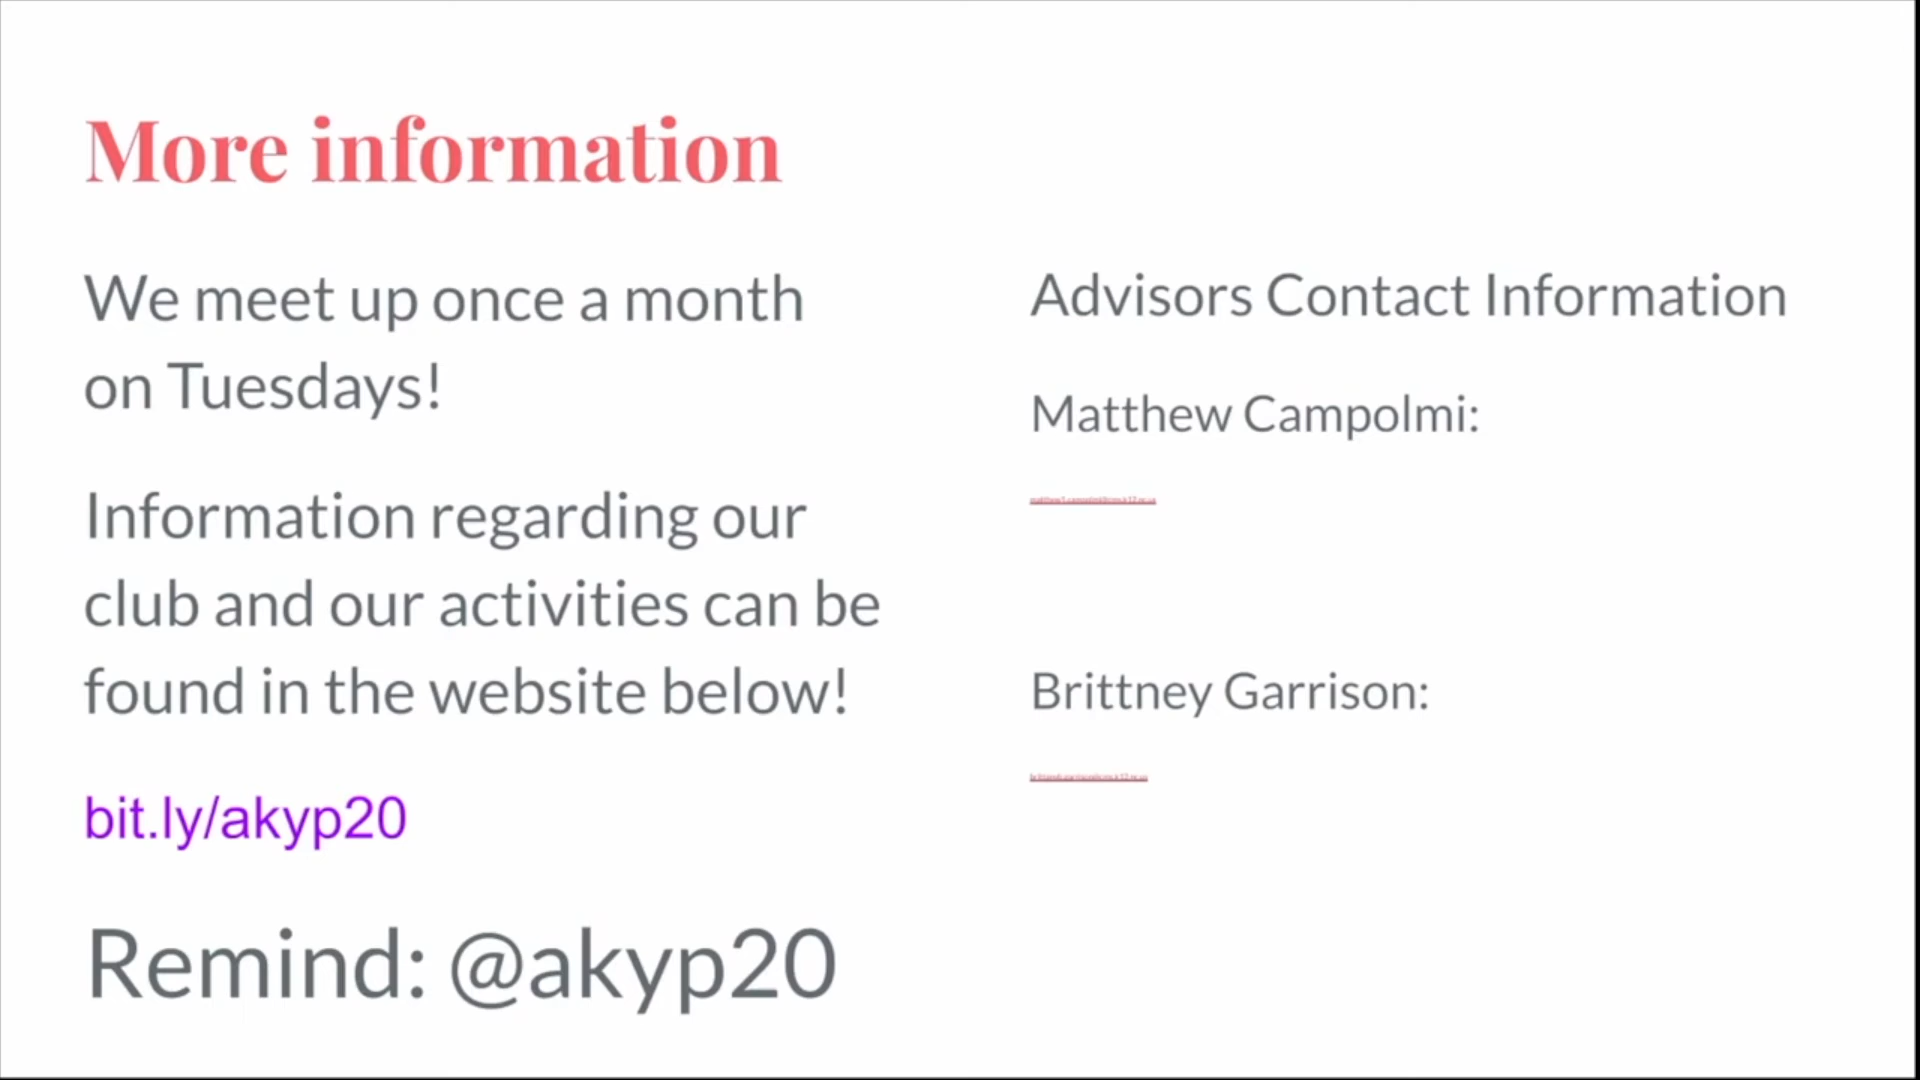 More information
We meet up once a month
on Tuesdays!
Information regarding our
club and our activities can be
found in the website below!
bit.ly/akyp20
Remind: @akyp20
Advisors Contact Information
Matthew Campolmi:
Brittney Garrison: